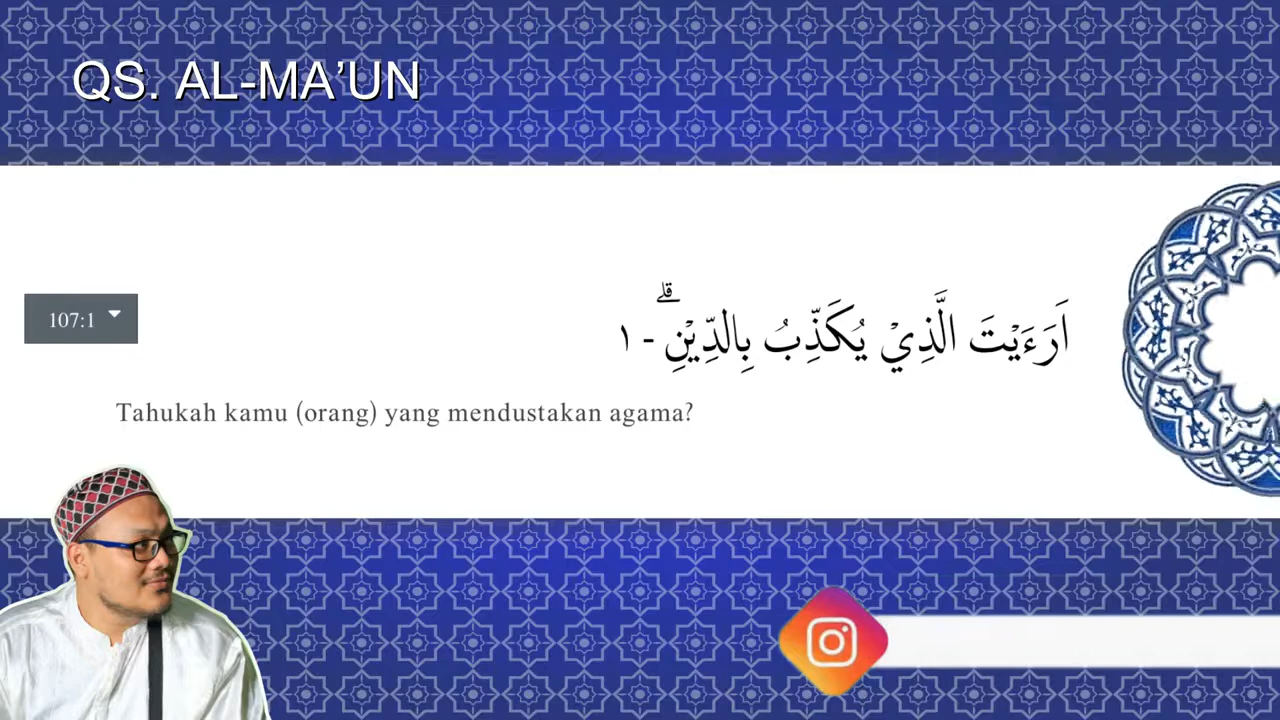 QS. AL-MA’UN
107:1
اَرَءَيْتَ الَّذِيْ يُكَذِّبُ بِالدِّيْنِۗ - ١
Tahukah kamu (orang) yang mendustakan agama?